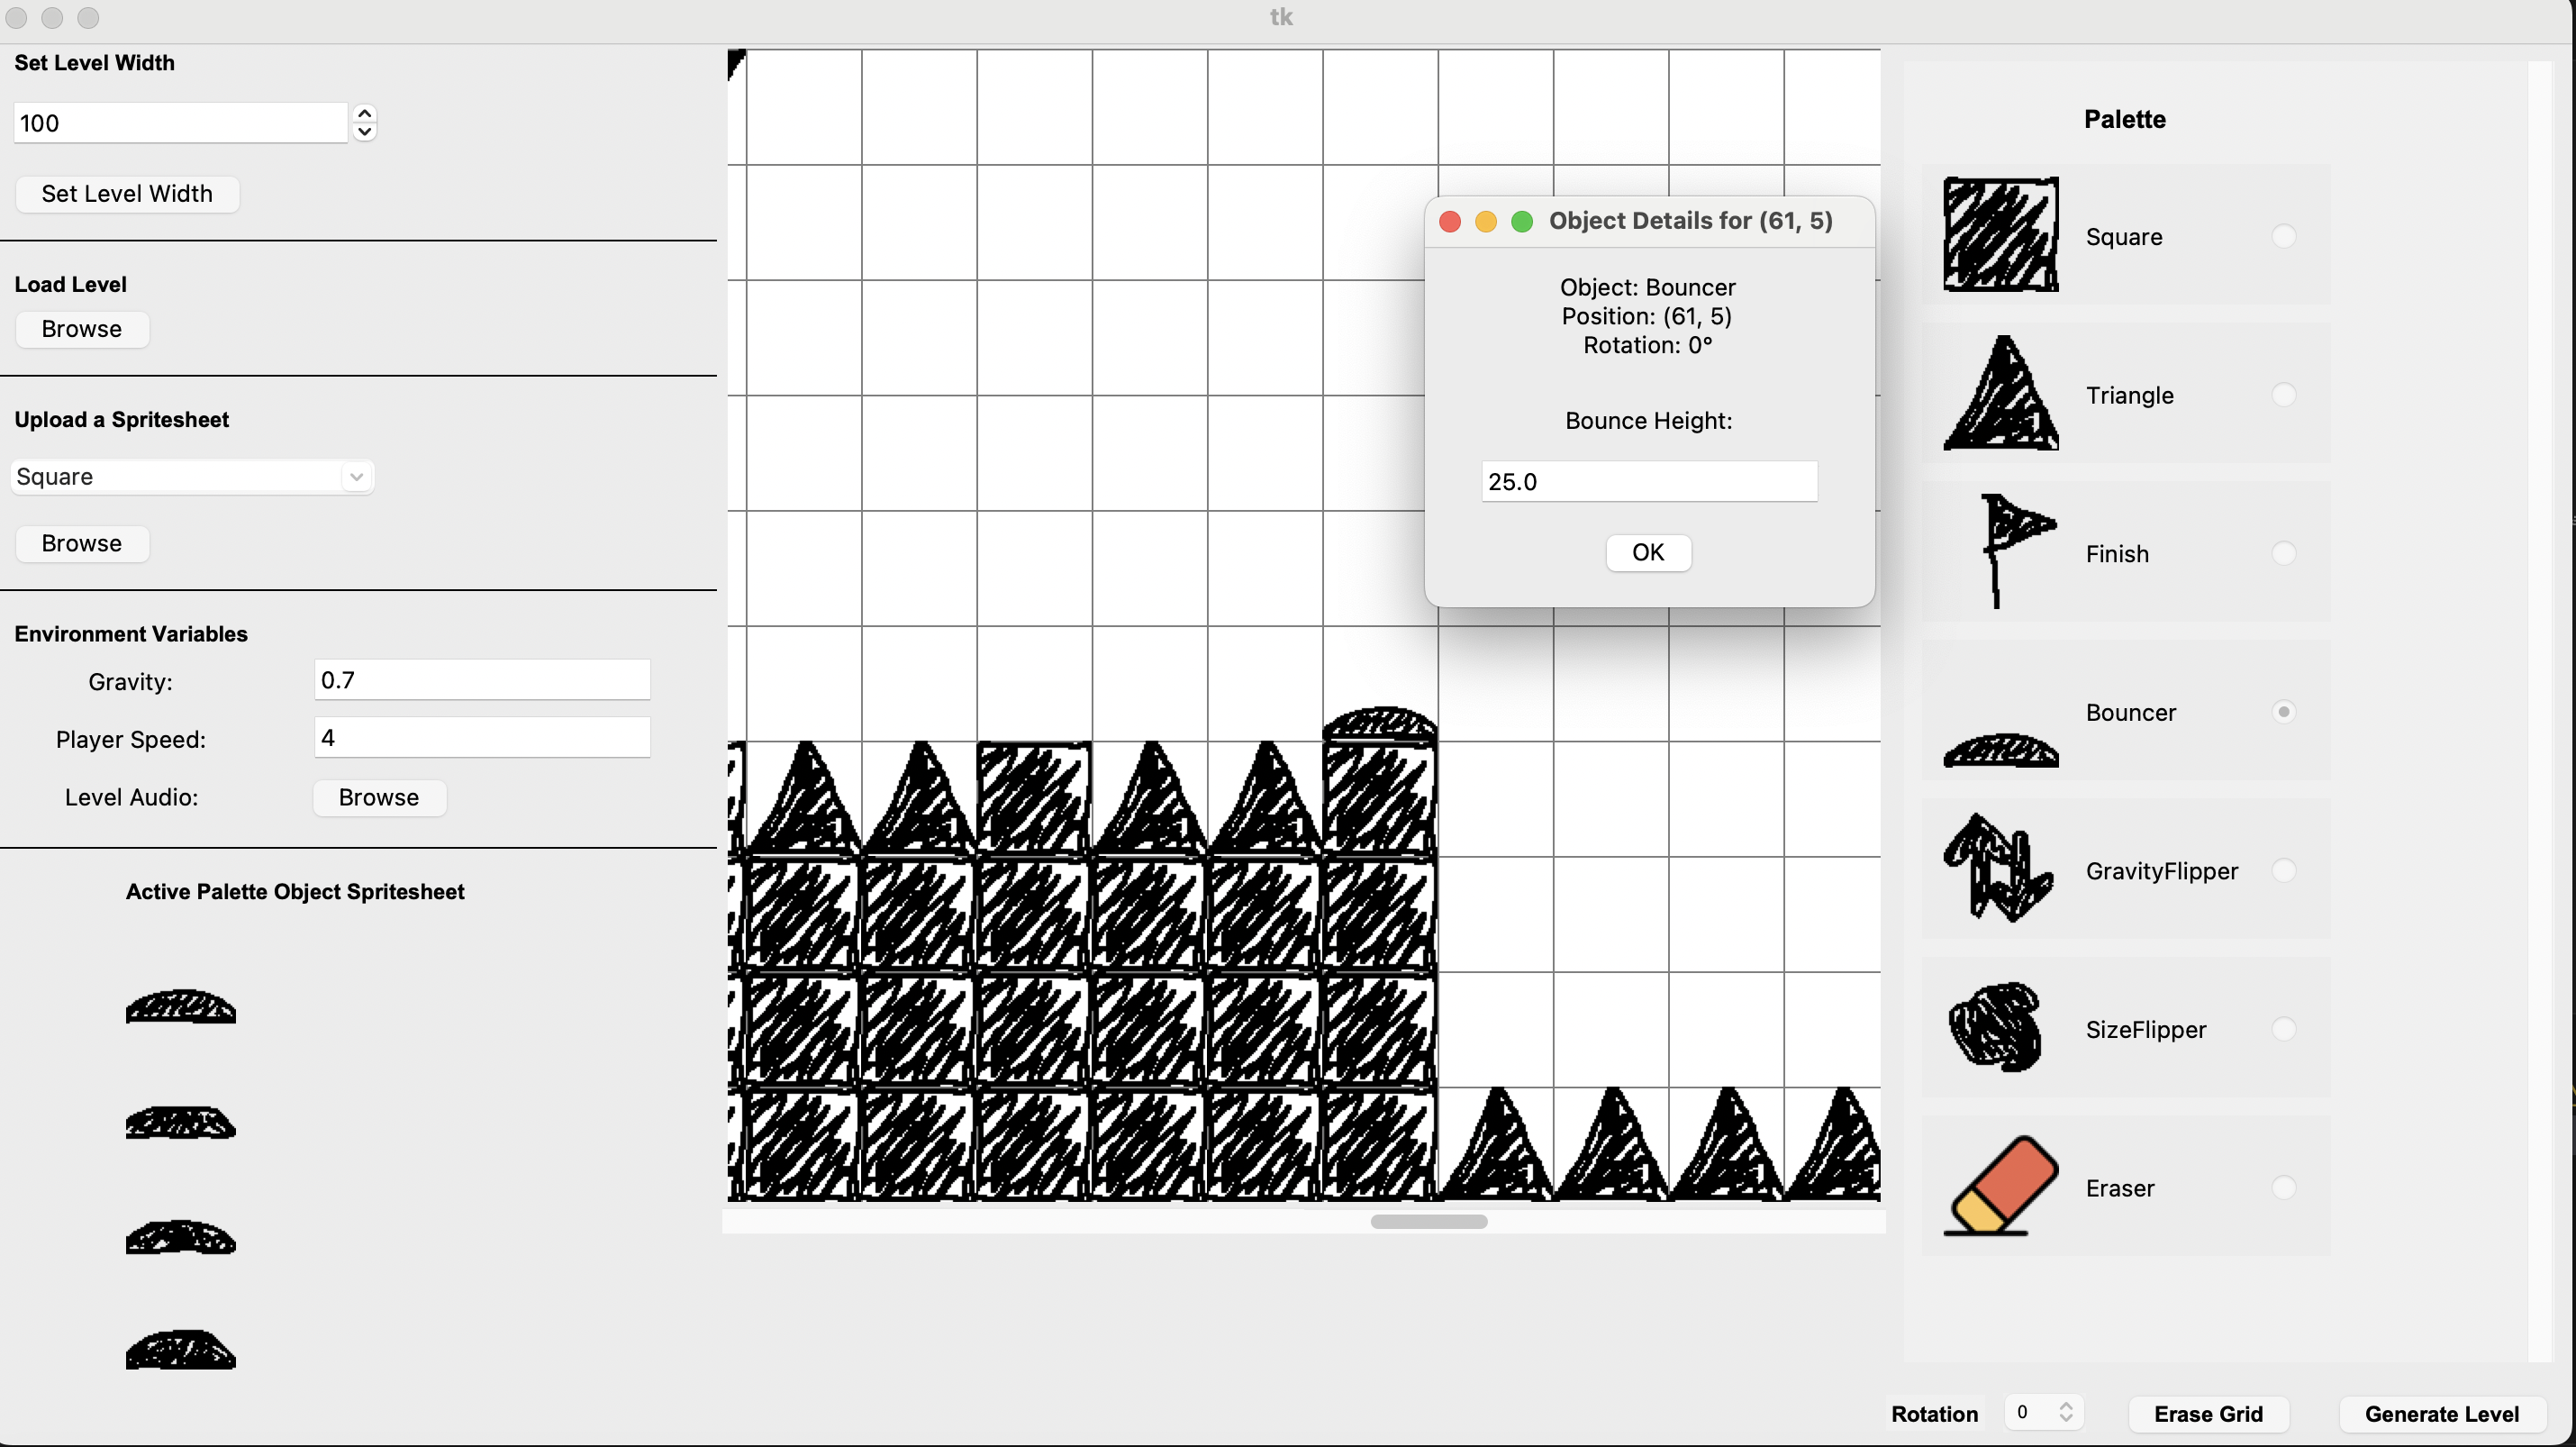 tk
Set Level Width
100
Set Level Width
Load Level
Browse
Upload a Spritesheet
Square
Browse
Environment Variables
Gravity:
0.7
Player Speed:
4
Level Audio:
Browse
Active Palette Object Spritesheet
Object Details for (61, 5)
Object: Bouncer
Position: (61, 5)
Rotation: 0°
Bounce Height:
25.0
OK
Palette
Square
Triangle
Finish
Bouncer
GravityFlipper
SizeFlipper
Eraser
Rotation
0
Erase Grid
Generate Level